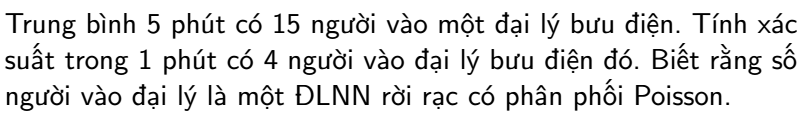 Trung bình 5 phút có 15 người vào một đại lý bưu điện. Tính xác
suất trong 1 phút có 4 người vào đại lý bưu điện đó. Biết rằng số
người vào đại lý là một ĐLNN rời rạc có phân phối Poisson.